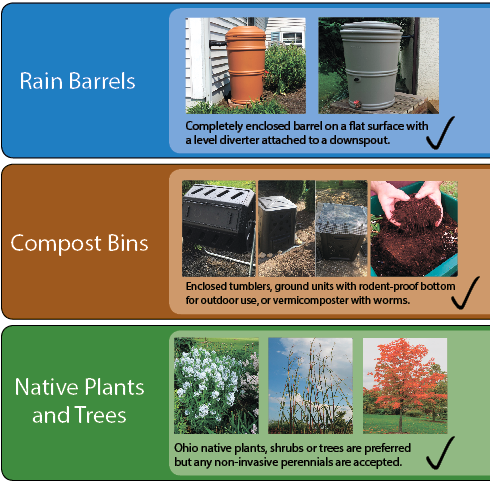 Rain Barrels
Completely enclosed barrel on a flat surface with
a level diverter attached to a downspout.
Compost Bins
Enclosed tumblers, ground units with rodent-proof bottom
for outdoor use, or vermicomposter with worms.
Native Plants
and Trees
Ohio native plants, shrubs or trees are preferred
but any non-invasive perennials are accepted.